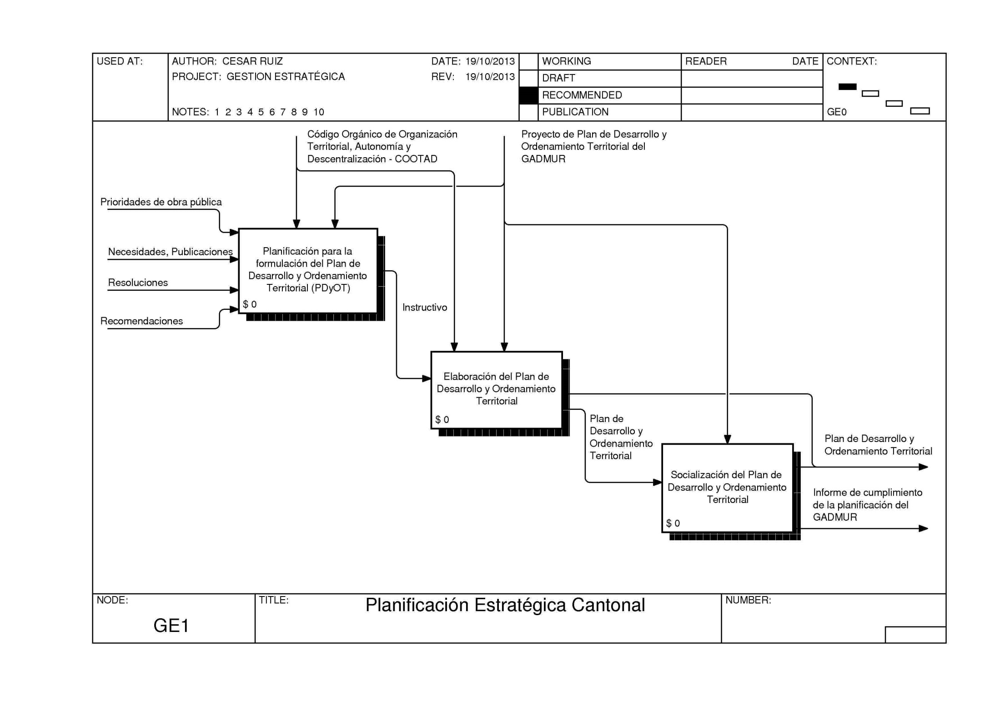 USED AT:
AUTHOR: CESAR RUIZ
DATE: 19/10/2013
PROJECT: GESTION ESTRATÉGICA
REV: 19/10/2013
NOTES: 1 2 3 4 5 6 7 8 9 10
WORKING
DRAFT
RECOMMENDED
PUBLICATION
READER
DATE
CONTEXT:
GE0
Código Orgánico de Organización
Territorial, Autonomía y
Descentralización - COOTAD
Proyecto de Plan de Desarrollo y
Ordenamiento Territorial del
GADMUR
Prioridades de obra pública
Necesidades, Publicaciones
Resoluciones
Recomendaciones
Planificación para la
formulación del Plan de
Desarrollo y Ordenamiento
Territorial (PDyOT)
$ 0
Instructivo
Elaboración del Plan de
Desarrollo y Ordenamiento
Territorial
$ 0
Plan de
Desarrollo y
Ordenamiento
Territorial
Socialización del Plan de
Desarrollo y Ordenamiento
Territorial
$ 0
Plan de Desarrollo y
Ordenamiento Territorial
Informe de cumplimiento
de la planificación del
GADMUR
NODE:
GE1
TITLE:
Planificación Estratégica Cantonal
NUMBER: